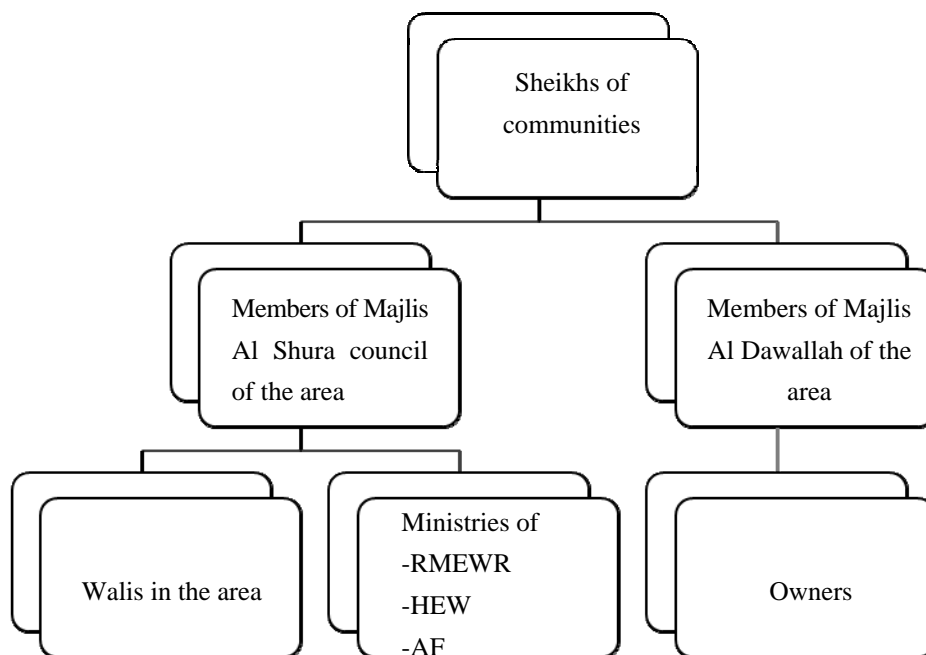 Sheikhs of
communities
Members of Majlis
Al Shura council
of the area
Members of Majlis
Al Dawallah of the
area
Walis in the area
Ministries of
-RMEWR
-HEW
-AF
Owners